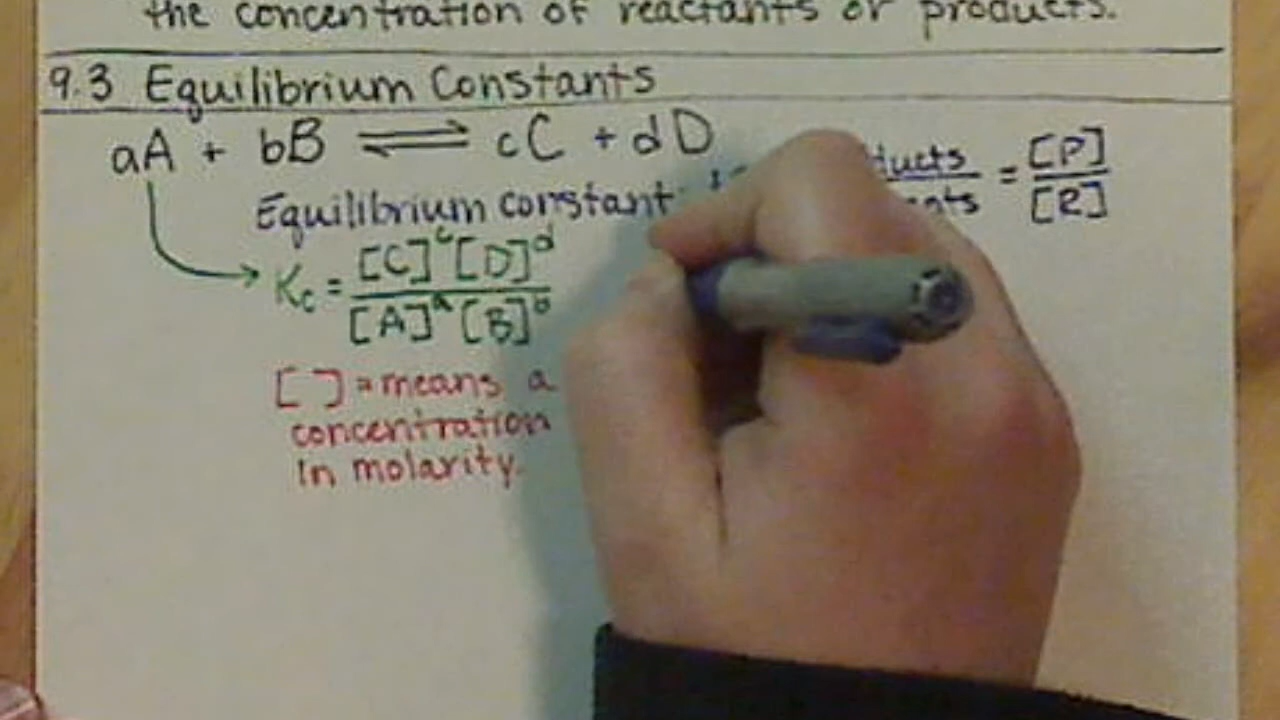 the concentration of reactants or products.
9.3 Equilibrium Constants
aA + bB ⇌ cC + dD
Equilibrium constant: ducts = [P]
nts [R]
Kc = [C]^c [D]^d
[A]^a [B]^b
[ ] = means a
concentration
in molarity.